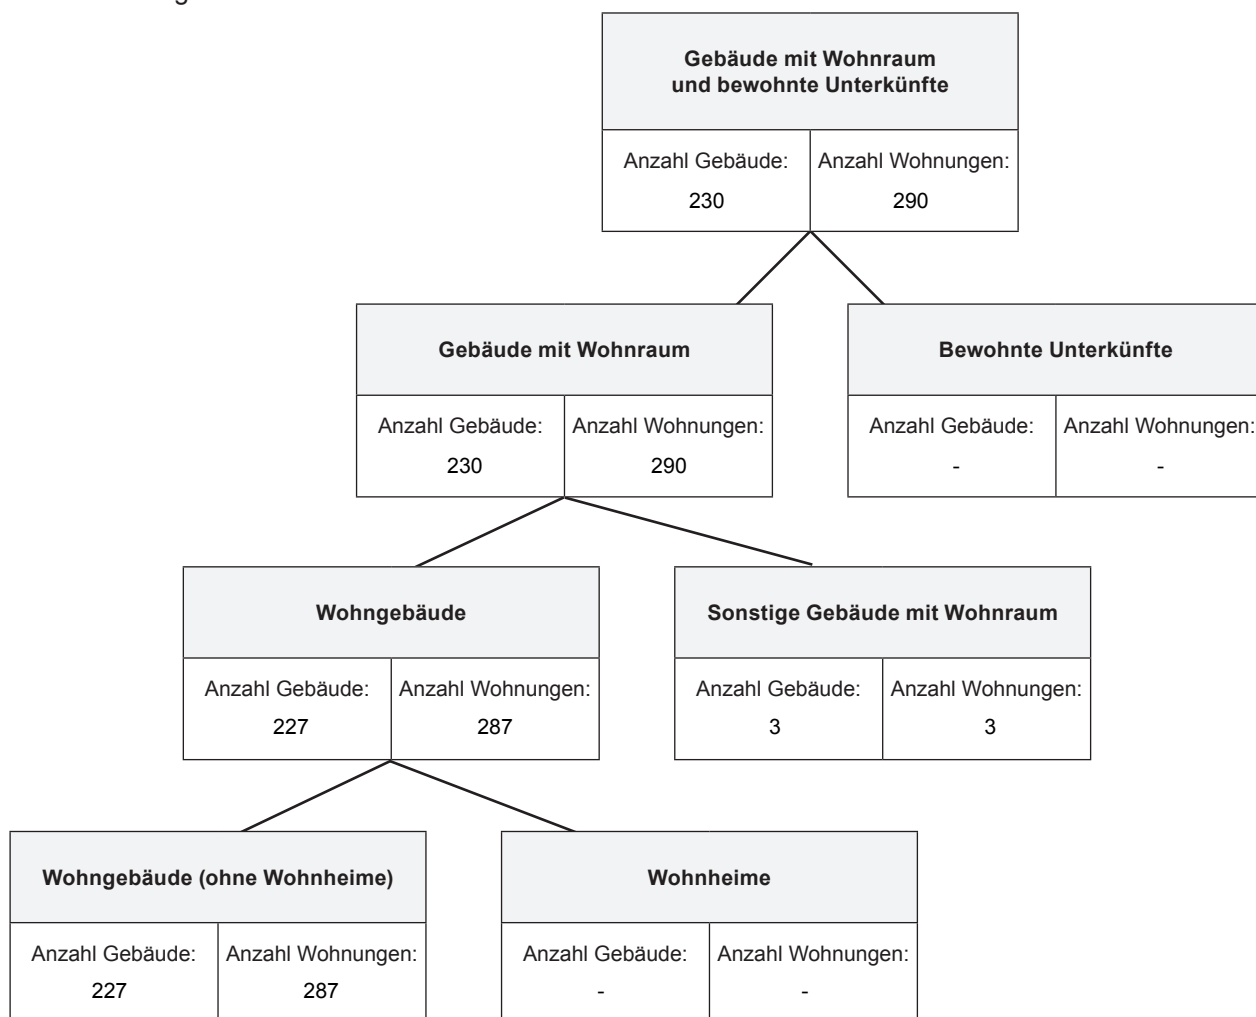 Gebäude mit Wohnraum
und bewohnte Unterkünfte
Anzahl Gebäude:
230
Anzahl Wohnungen:
290
Gebäude mit Wohnraum
Anzahl Gebäude:
230
Anzahl Wohnungen:
290
Bewohnte Unterkünfte
Anzahl Gebäude:
-
Anzahl Wohnungen:
-
Wohngebäude
Anzahl Gebäude:
227
Anzahl Wohnungen:
287
Sonstige Gebäude mit Wohnraum
Anzahl Gebäude:
3
Anzahl Wohnungen:
3
Wohngebäude (ohne Wohnheime)
Anzahl Gebäude:
227
Anzahl Wohnungen:
287
Wohnheime
Anzahl Gebäude:
-
Anzahl Wohnungen:
-